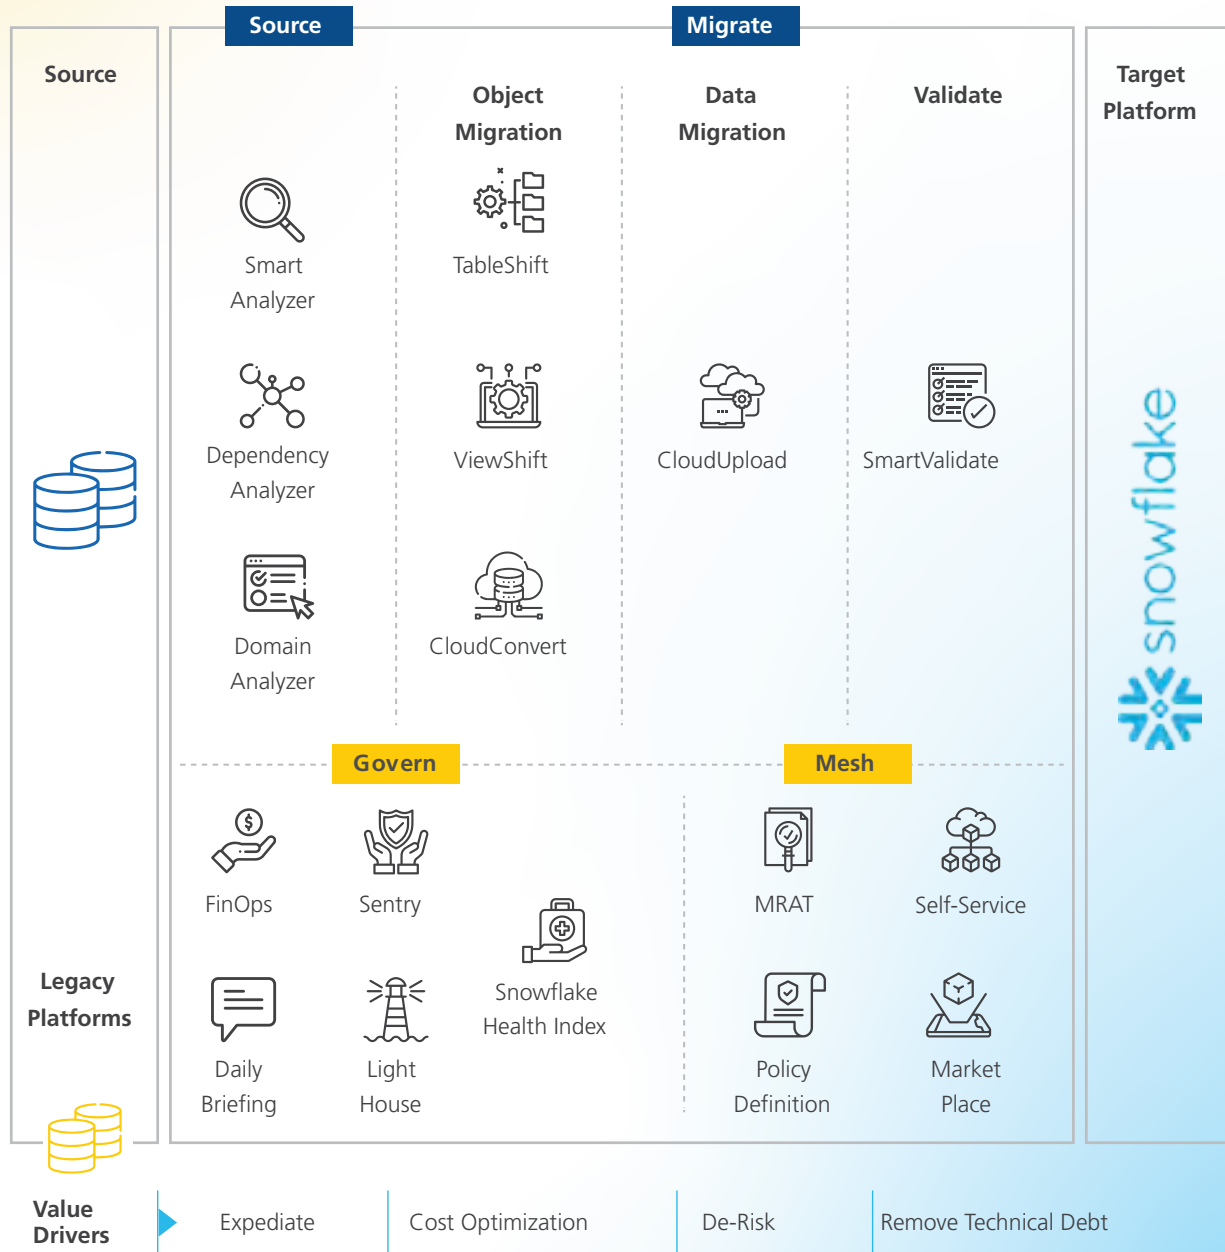 Source
Migrate
Source
Object
Migration
Data
Migration
Validate
Target
Platform
Smart
Analyzer
TableShift
Dependency
Analyzer
ViewShift
CloudUpload
SmartValidate
Domain
Analyzer
CloudConvert
snowflake
Govern
Mesh
FinOps
Sentry
Snowflake
Health Index
MRAT
Self-Service
Legacy
Platforms
Daily
Briefing
Light
House
Policy
Definition
Market
Place
Value
Drivers
Expediate
Cost Optimization
De-Risk
Remove Technical Debt